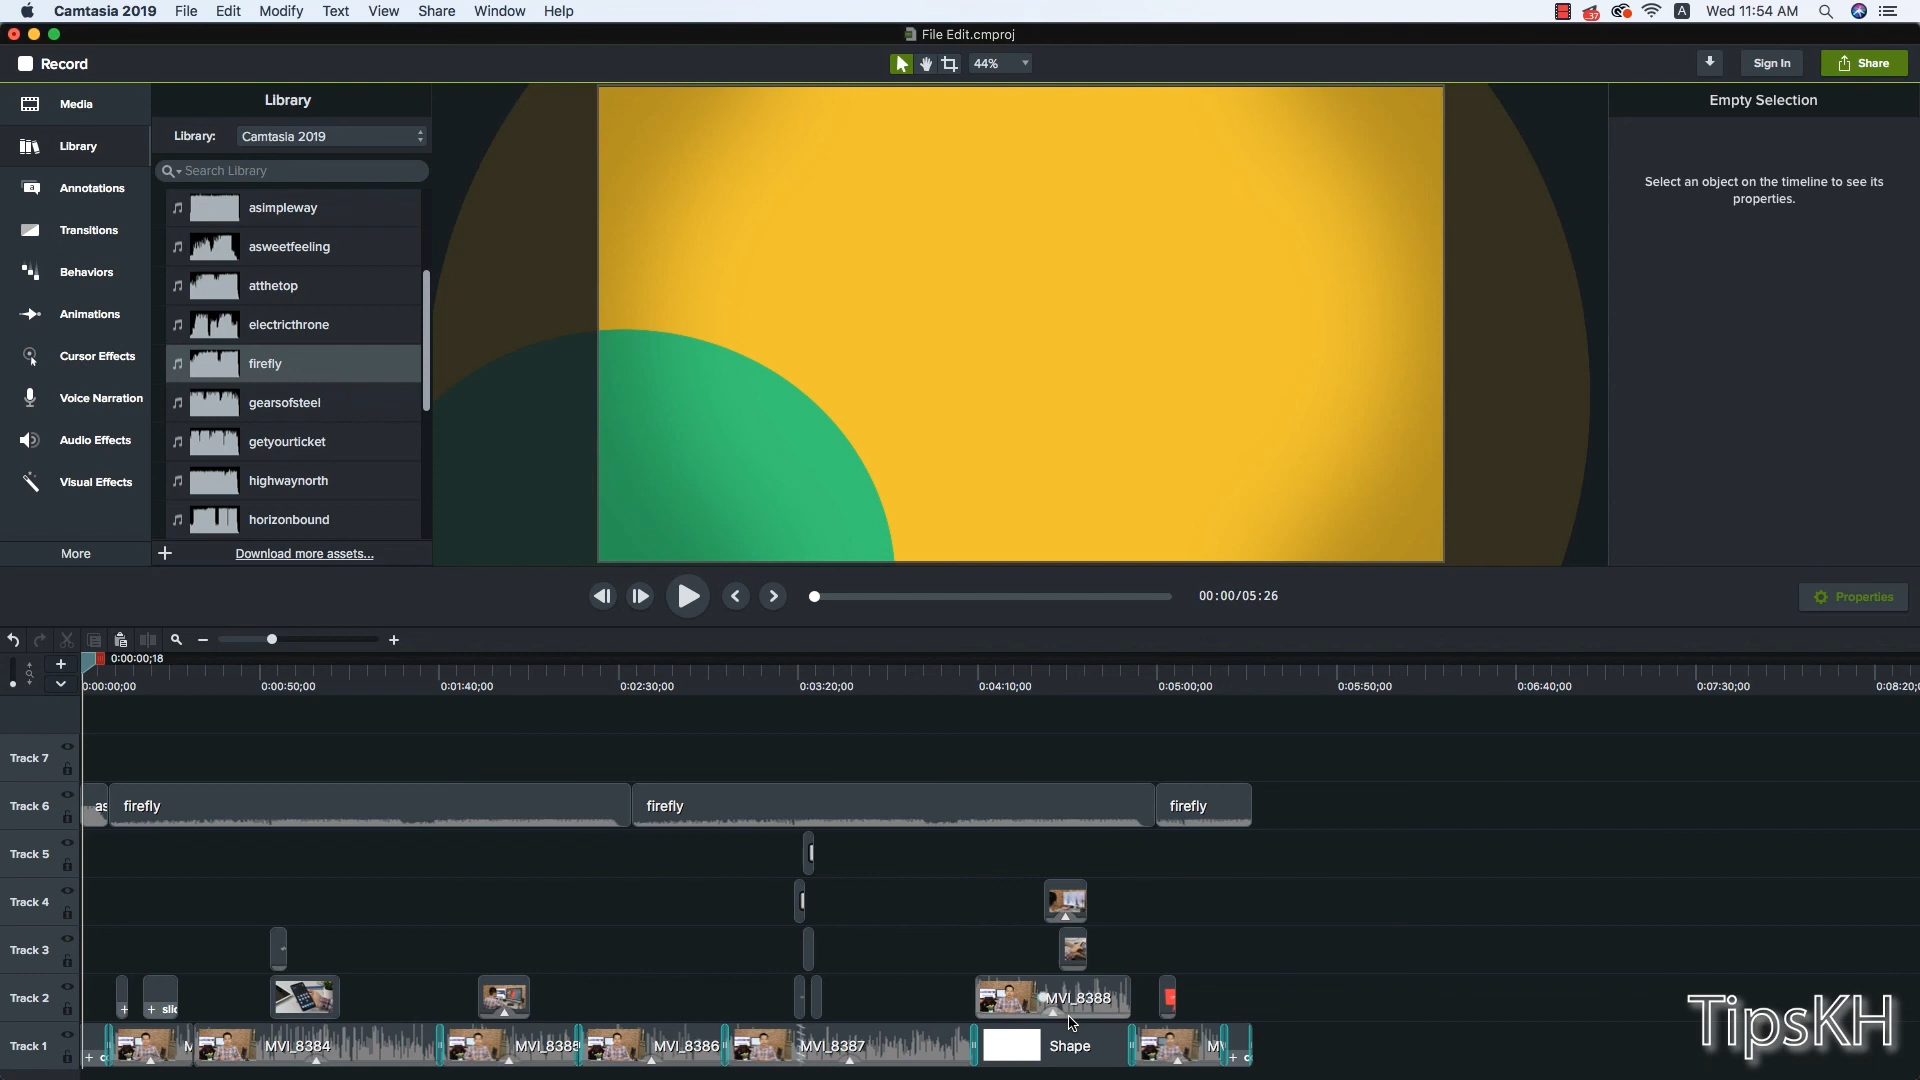 Camtasia 2019 File Edit Modify Text View Share Window Help
37 A Wed 11:54 AM
File Edit.cmproj
Record
44%
Sign In
Share
Media
Library
Annotations
Transitions
Behaviors
Animations
Cursor Effects
Voice Narration
Audio Effects
Visual Effects
More
Library
Library: Camtasia 2019
Search Library
asimpleway
asweetfeeling
atthetop
electricthrone
firefly
gearsofsteel
getyourticket
highwaynorth
horizonbound
Download more assets...
Empty Selection
Select an object on the timeline to see its
properties.
00:00/05:26
Properties
0:00:00;18
0:00:00;00 0:00:50;00 0:01:40;00 0:02:30;00 0:03:20;00 0:04:10;00 0:05:00;00 0:05:50;00 0:06:40;00 0:07:30;00 0:08:20;
Track 7
Track 6 as firefly firefly firefly
Track 5
Track 4
Track 3
Track 2 + + slic MVI_8388
Track 1 + MVI_8384 MVI_8386 MVI_8387 Shape +
TipsKH